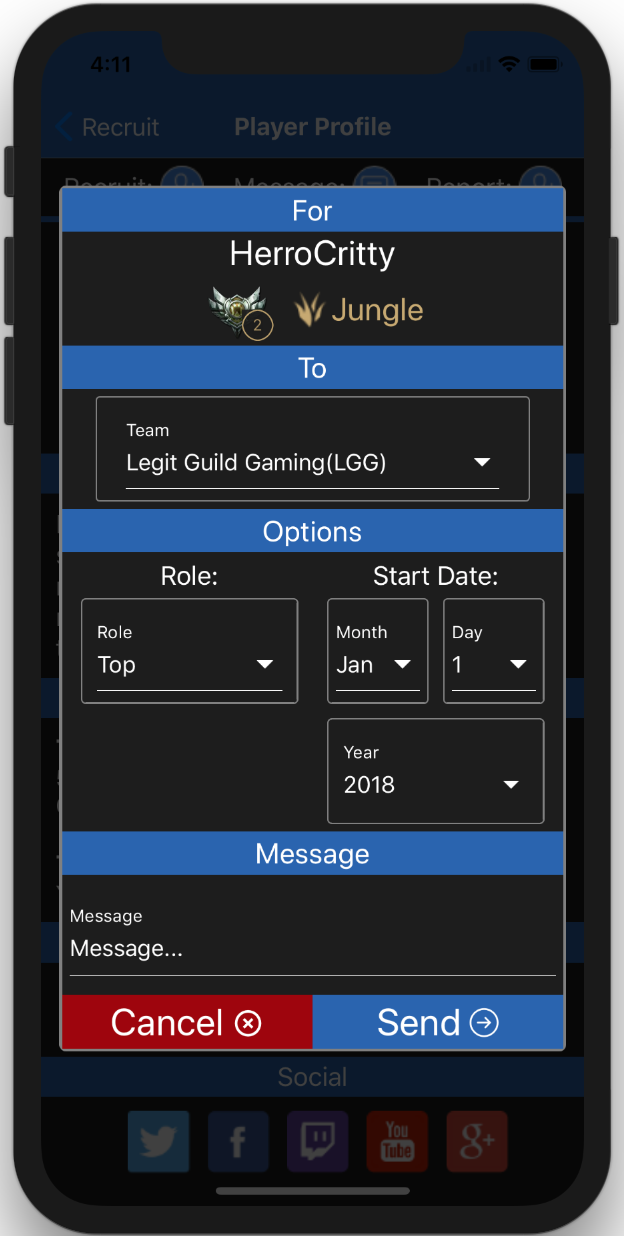 4:11
Recruit Player Profile
Recruit: Message: Report:
For
HerroCritty
2 Jungle
To
Team
Legit Guild Gaming(LGG)
Options
Role: Start Date:
Role Month Day
Top Jan 1
Year
2018
Message
Message
Message...
Cancel Send
Social
f You Tube g+